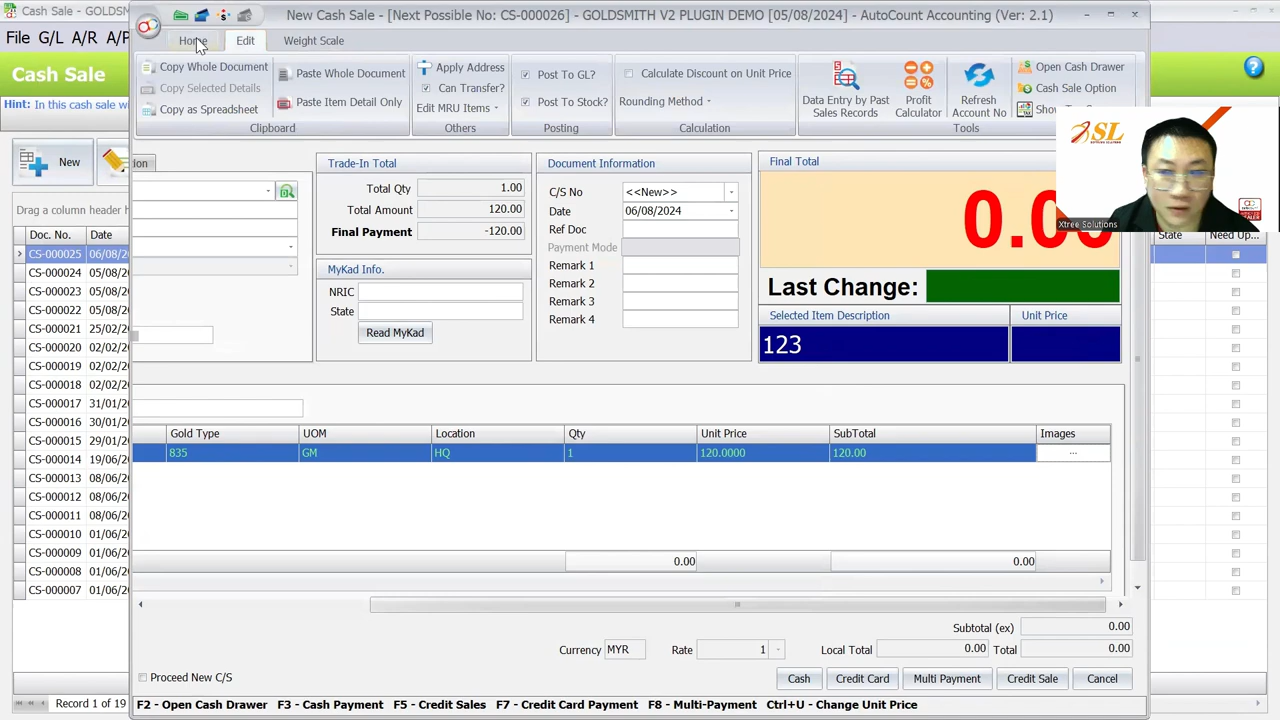 Cash Sale - GOLDSM
New Cash Sale - [Next Possible No: CS-000026] - GOLDSMITH V2 PLUGIN DEMO [05/08/2024] - AutoCount Accounting (Ver: 2.1)
File G/L A/R A/P
Home Edit Weight Scale
Cash Sale
Hint: In this cash sale wi
Copy Whole Document
Copy Selected Details
Copy as Spreadsheet
Paste Whole Document
Paste Item Detail Only
Clipboard
Apply Address
Can Transfer?
Edit MRU Items
Others
Post To GL?
Post To Stock?
Posting
Calculate Discount on Unit Price
Rounding Method
Calculation
Data Entry by Past Sales Records
Profit Calculator
Refresh Account No
Open Cash Drawer
Cash Sale Option
Tools
SL
Xtree Solutions
New
Drag a column header h
Doc. No. Date
CS-000025 06/08/2
CS-000024 05/08/2
CS-000023 05/08/2
CS-000022 05/08/2
CS-000021 25/02/2
CS-000020 02/02/2
CS-000019 02/02/2
CS-000018 02/02/2
CS-000017 31/01/2
CS-000016 30/01/2
CS-000015 29/01/2
CS-000014 19/06/2
CS-000013 12/06/2
CS-000012 08/06/2
CS-000011 08/06/2
CS-000010 01/06/2
CS-000009 01/06/2
CS-000008 01/06/2
CS-000007 01/06/2
Record 1 of 19
Trade-In Total
Total Qty 1.00
Total Amount 120.00
Final Payment -120.00
MyKad Info.
NRIC
State
Read MyKad
Document Information
C/S No <<New>>
Date 06/08/2024
Ref Doc
Payment Mode
Remark 1
Remark 2
Remark 3
Remark 4
Final Total
Last Change:
Selected Item Description Unit Price
123
State Need Up...
Gold Type UOM Location Qty Unit Price SubTotal Images
835 GM HQ 1 120.0000 120.00 ...
0.00 0.00
Subtotal (ex) 0.00
Currency MYR Rate 1 Local Total 0.00 Total 0.00
Proceed New C/S
Cash Credit Card Multi Payment Credit Sale Cancel
F2 - Open Cash Drawer F3 - Cash Payment F5 - Credit Sales F7 - Credit Card Payment F8 - Multi-Payment Ctrl+U - Change Unit Price